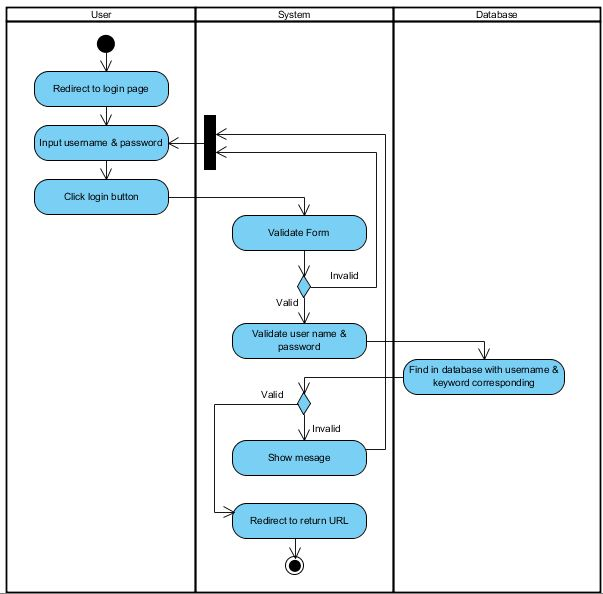 User
System
Database
Redirect to login page
Input username & password
Click login button
Validate Form
Invalid
Valid
Validate user name &
password
Find in database with username &
keyword corresponding
Valid
Invalid
Show mesage
Redirect to return URL